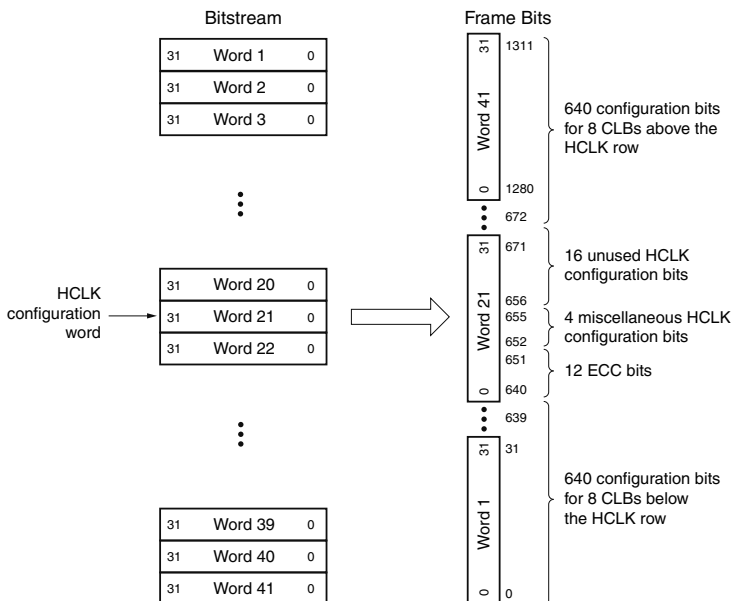 Bitstream
31 Word 1 0
31 Word 2 0
31 Word 3 0
HCLK
configuration
word
31 Word 20 0
31 Word 21 0
31 Word 22 0
31 Word 39 0
31 Word 40 0
31 Word 41 0
Frame Bits
31 1311
Word 41
0 1280
640 configuration bits
for 8 CLBs above the
HCLK row
672
31 671
Word 21
16 unused HCLK
configuration bits
656
655
4 miscellaneous HCLK
configuration bits
652
651
12 ECC bits
0 640
639
31 31
Word 1
640 configuration bits
for 8 CLBs below
the HCLK row
0 0